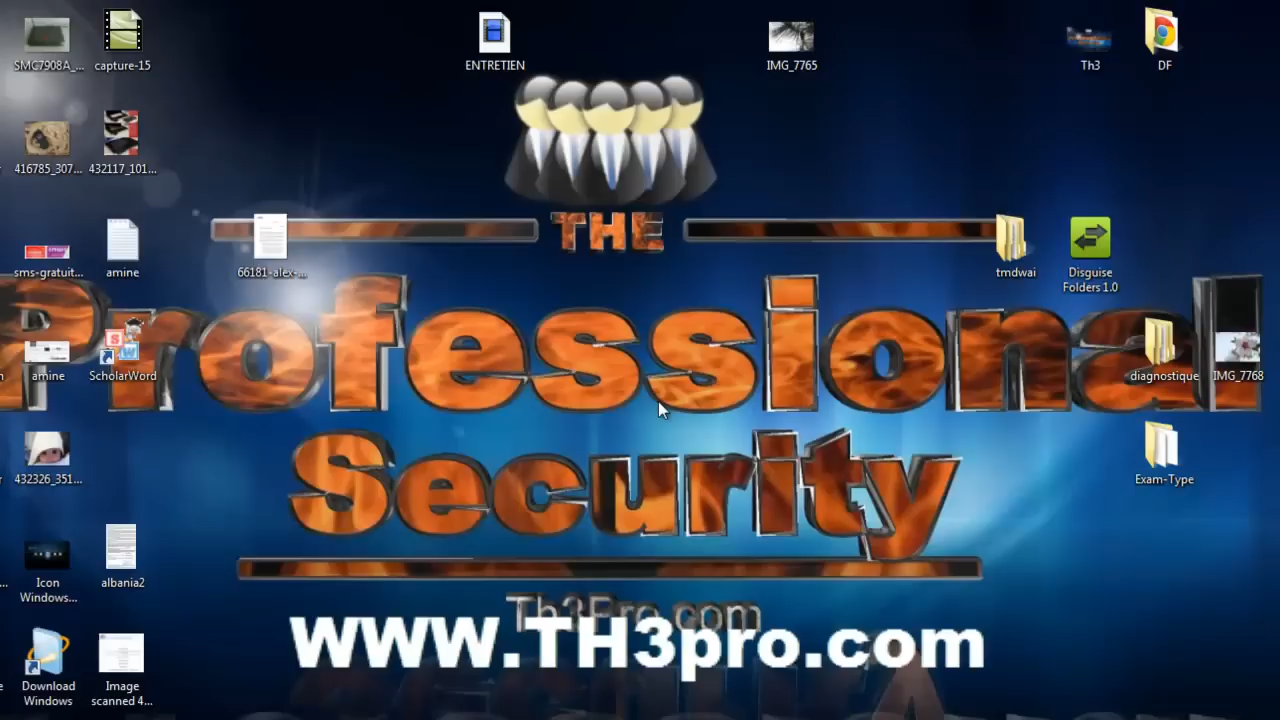 SMC7908A_...
capture-15
ENTRETIEN
IMG_7765
Th3
DF
416785_307...
432117_101...
THE
sms-gratuit...
amine
66181-alex-...
tmdwai
Disguise
Folders 1.0
Professional
amine
ScholarWord
diagnostique
IMG_7768
Security
432326_351...
Exam-Type
Icon
Windows...
albania2
Th3Pro.com
WWW.TH3pro.com
Download
Windows
Image
scanned 4...